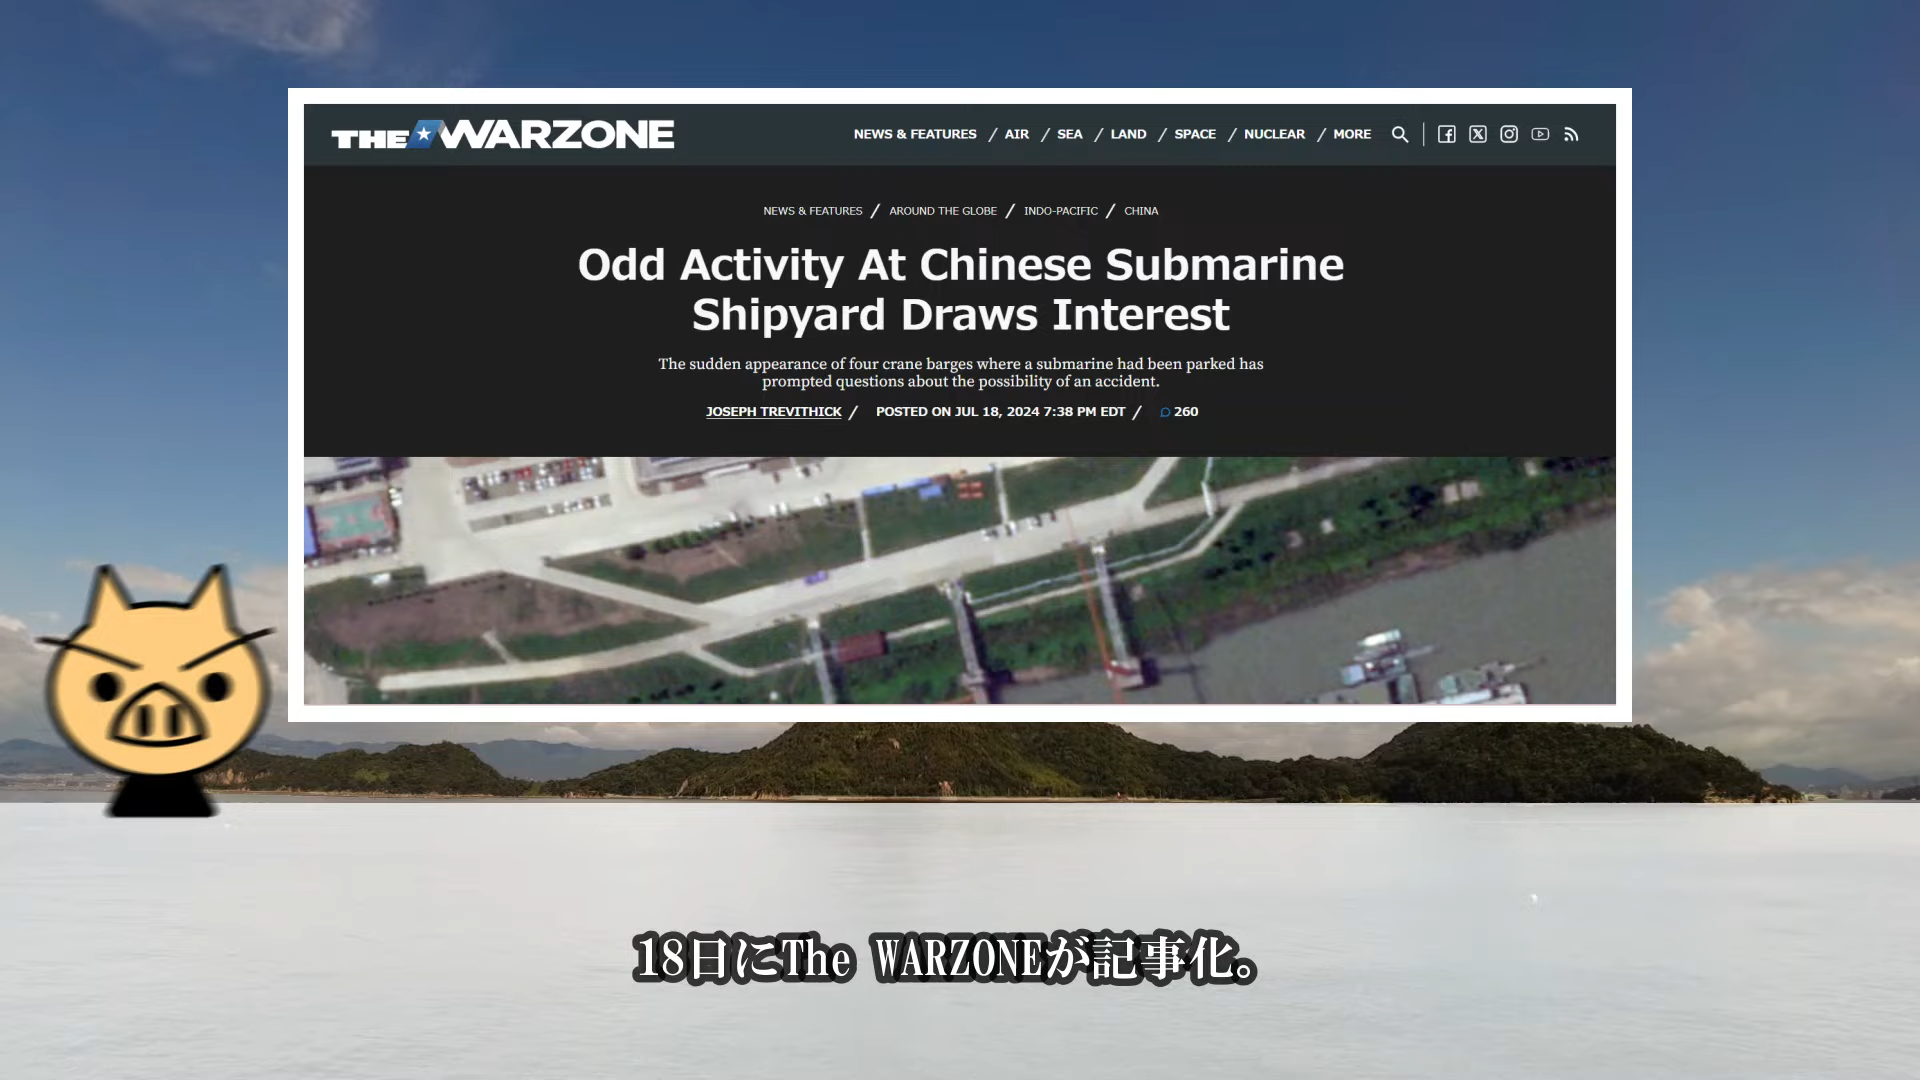 THE WARZONE
NEWS & FEATURES / AIR / SEA / LAND / SPACE / NUCLEAR / MORE
NEWS & FEATURES / AROUND THE GLOBE / INDO-PACIFIC / CHINA
Odd Activity At Chinese Submarine
Shipyard Draws Interest
The sudden appearance of four crane barges where a submarine had been parked has
prompted questions about the possibility of an accident.
JOSEPH TREVITHICK / POSTED ON JUL 18, 2024 7:38 PM EDT / 260
18日にThe WARZONEが記事化。